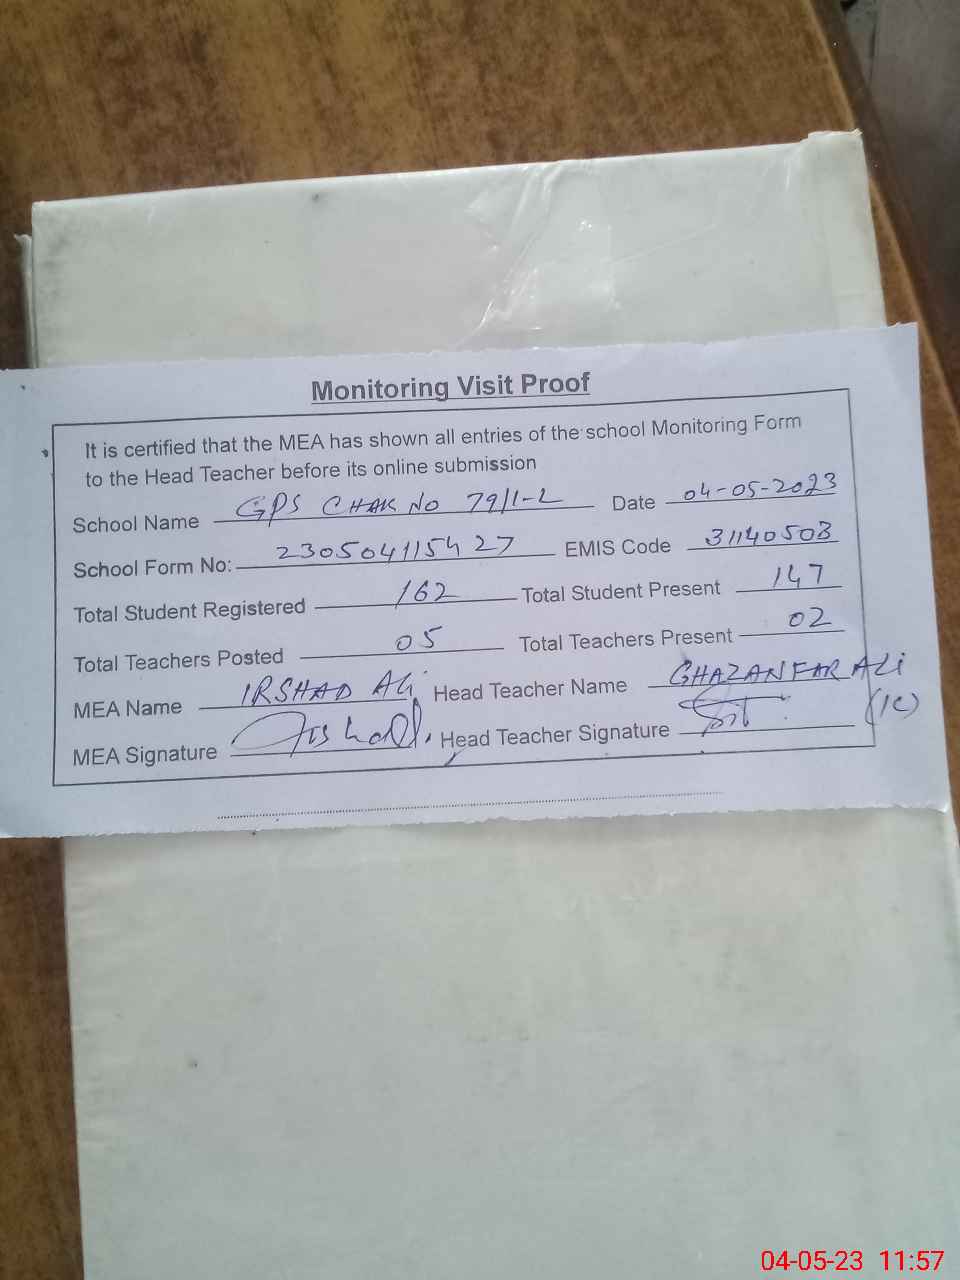 Monitoring Visit Proof
It is certified that the MEA has shown all entries of the school Monitoring Form
to the Head Teacher before its online submission
School Name GPS CHAK NO 79/1-L Date 04-05-2023
School Form No: 230504115427 EMIS Code 31140503
Total Student Registered 162 Total Student Present 147
Total Teachers Posted 05 Total Teachers Present 02
MEA Name IRSHAD ALi Head Teacher Name GHAZANFAR ALi
MEA Signature Irshad. Head Teacher Signature (IC)
04-05-23 11:57